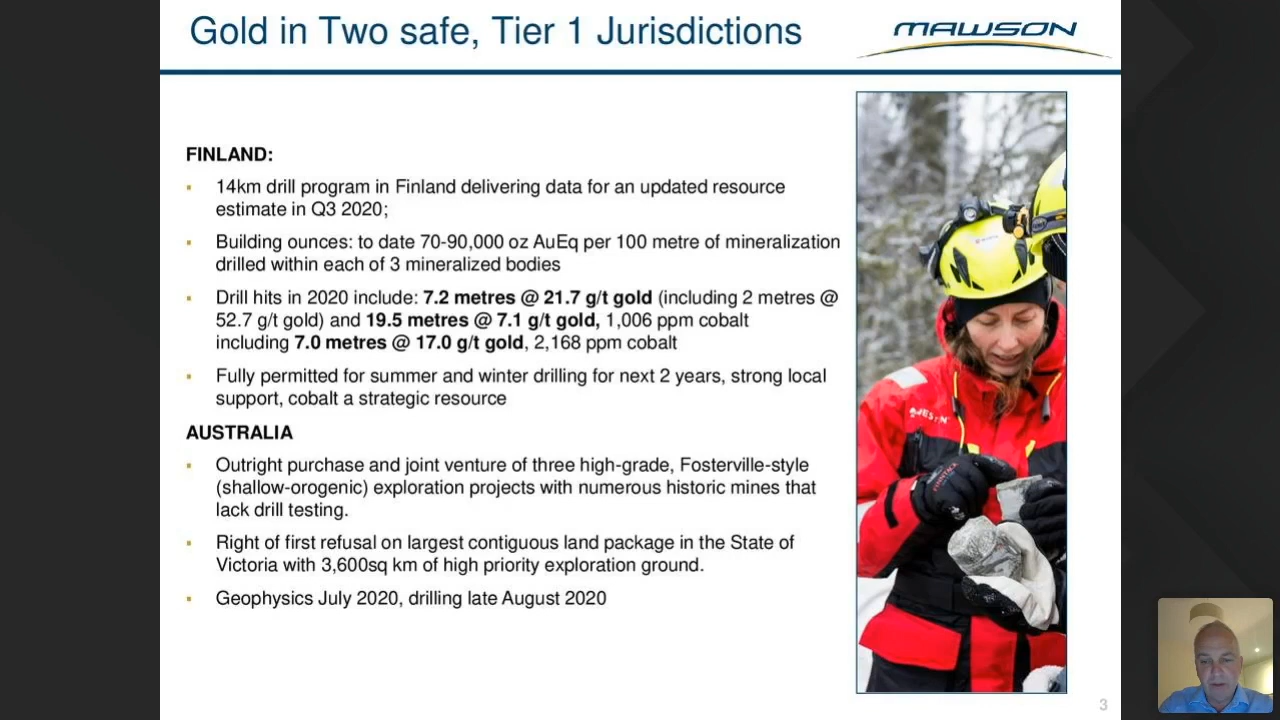 Gold in Two safe, Tier 1 Jurisdictions
MAWSON
FINLAND:
▪ 14km drill program in Finland delivering data for an updated resource
estimate in Q3 2020;
▪ Building ounces: to date 70-90,000 oz AuEq per 100 metre of mineralization
drilled within each of 3 mineralized bodies
▪ Drill hits in 2020 include: 7.2 metres @ 21.7 g/t gold (including 2 metres @
52.7 g/t gold) and 19.5 metres @ 7.1 g/t gold, 1,006 ppm cobalt
including 7.0 metres @ 17.0 g/t gold, 2,168 ppm cobalt
▪ Fully permitted for summer and winter drilling for next 2 years, strong local
support, cobalt a strategic resource
AUSTRALIA
▪ Outright purchase and joint venture of three high-grade, Fosterville-style
(shallow-orogenic) exploration projects with numerous historic mines that
lack drill testing.
▪ Right of first refusal on largest contiguous land package in the State of
Victoria with 3,600sq km of high priority exploration ground.
▪ Geophysics July 2020, drilling late August 2020
3